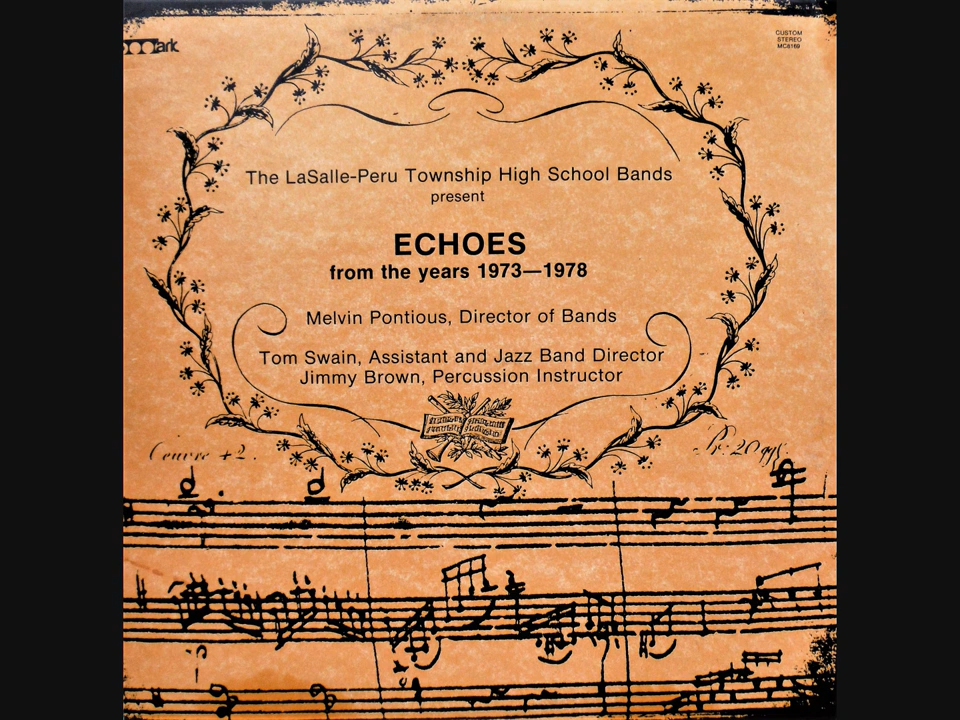 mark
CUSTOM
STEREO
MC8169
The LaSalle-Peru Township High School Bands
present
ECHOES
from the years 1973—1978
Melvin Pontious, Director of Bands
Tom Swain, Assistant and Jazz Band Director
Jimmy Brown, Percussion Instructor